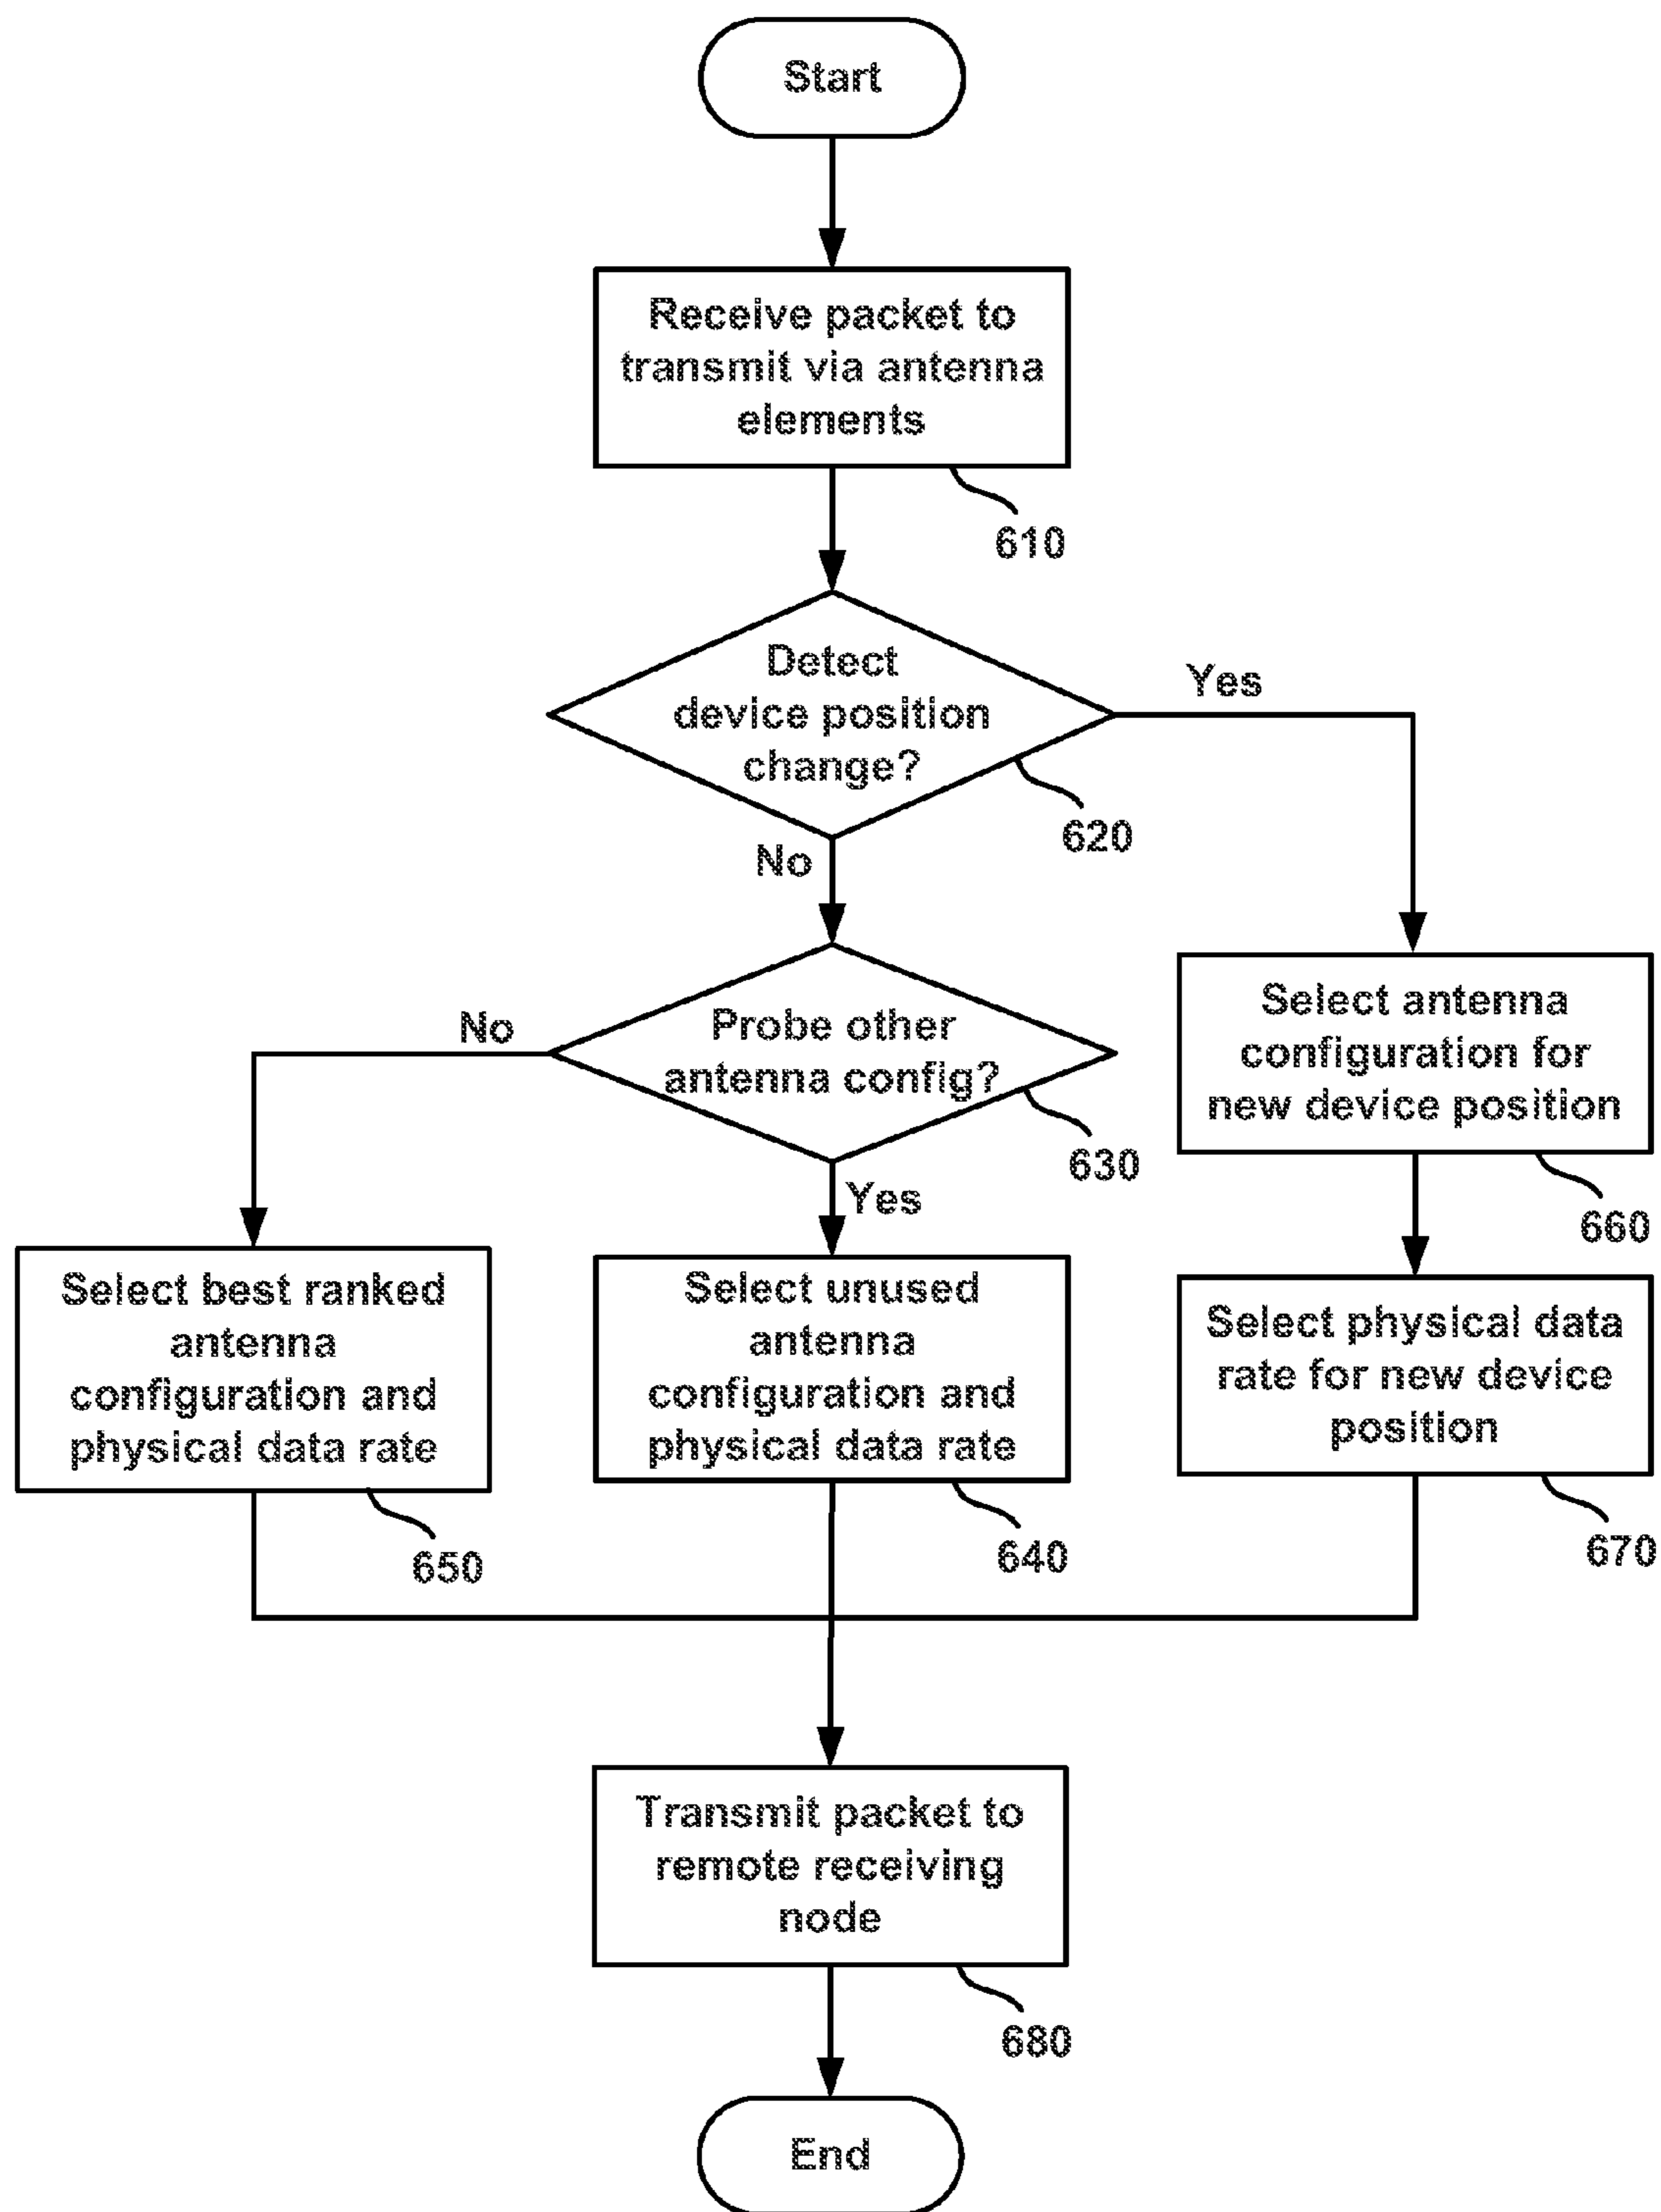 Start
Receive packet to
transmit via antenna
elements
610
Detect
device position
change?
Yes
620
No
Probe other
antenna config?
No
630
Yes
Select antenna
configuration for
new device position
660
Select best ranked
antenna
configuration and
physical data rate
650
Select unused
antenna
configuration and
physical data rate
640
Select physical data
rate for new device
position
670
Transmit packet to
remote receiving
node
680
End